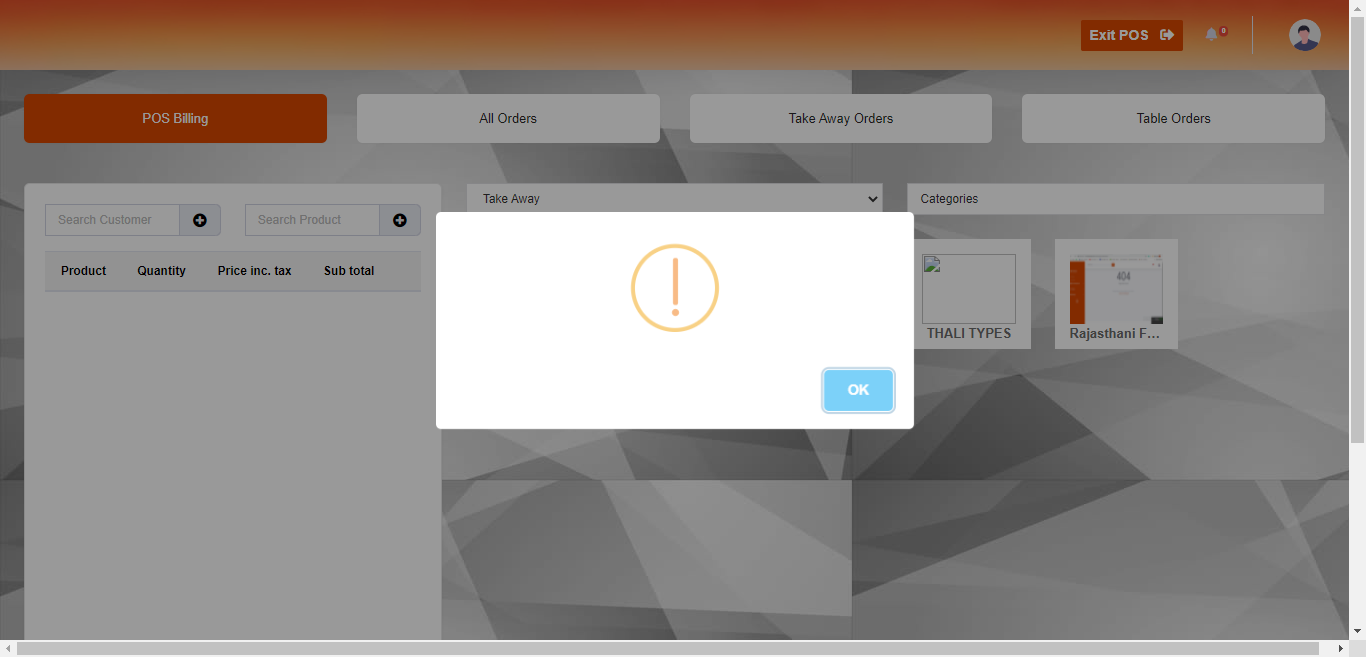 Exit POS
0
POS Billing
All Orders
Take Away Orders
Table Orders
Search Customer
Search Product
Take Away
Categories
Product Quantity Price inc. tax Sub total
OK
THALI TYPES
404
Rajasthani F...